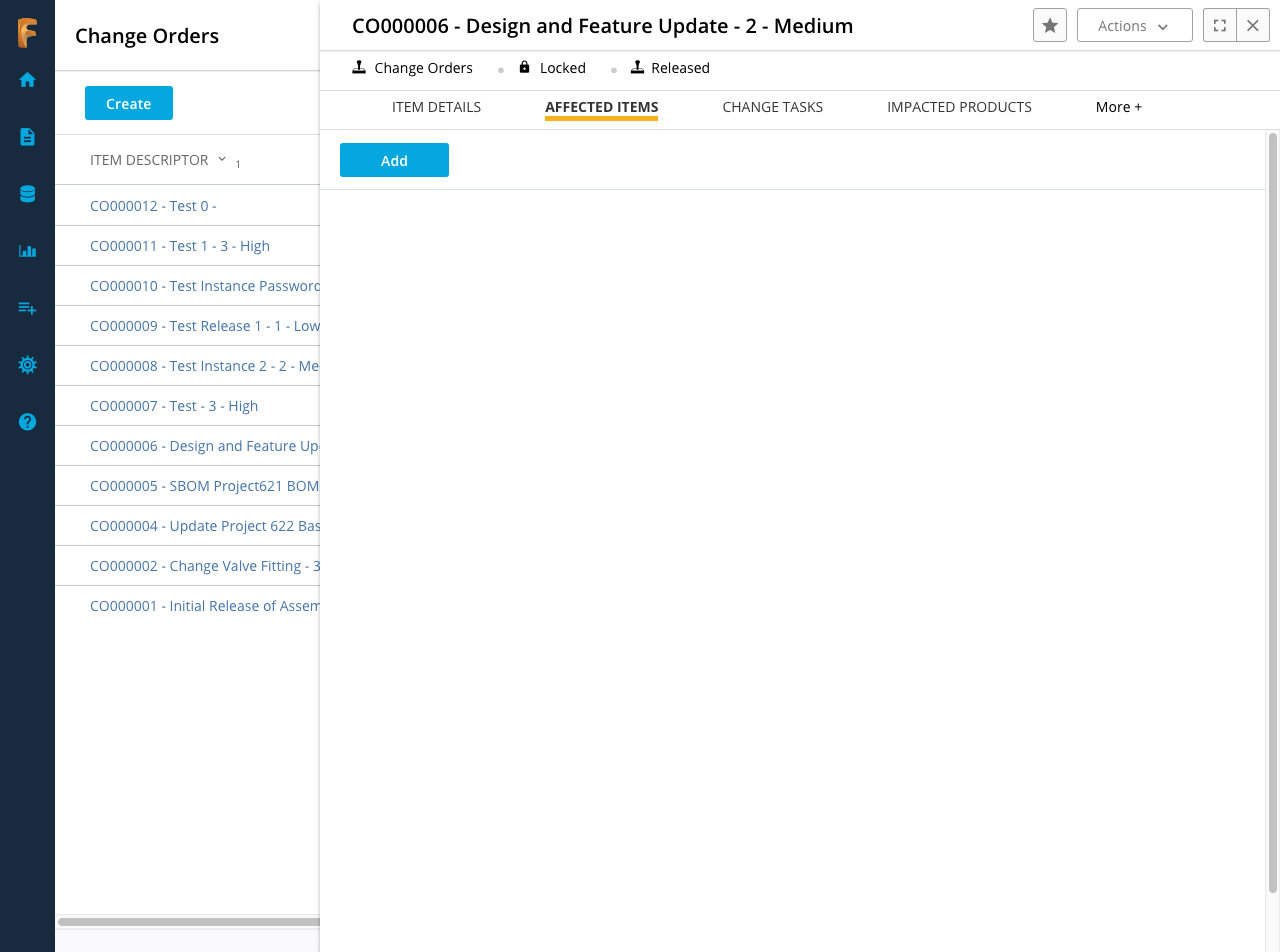 Change Orders
Create
ITEM DESCRIPTOR 1
CO000012 - Test 0 -
CO000011 - Test 1 - 3 - High
CO000010 - Test Instance Password
CO000009 - Test Release 1 - 1 - Low
CO000008 - Test Instance 2 - 2 - Me
CO000007 - Test - 3 - High
CO000006 - Design and Feature Up
CO000005 - SBOM Project621 BOM
CO000004 - Update Project 622 Bas
CO000002 - Change Valve Fitting - 3
CO000001 - Initial Release of Assem
CO000006 - Design and Feature Update - 2 - Medium
Actions
Change Orders Locked Released
ITEM DETAILS AFFECTED ITEMS CHANGE TASKS IMPACTED PRODUCTS More +
Add